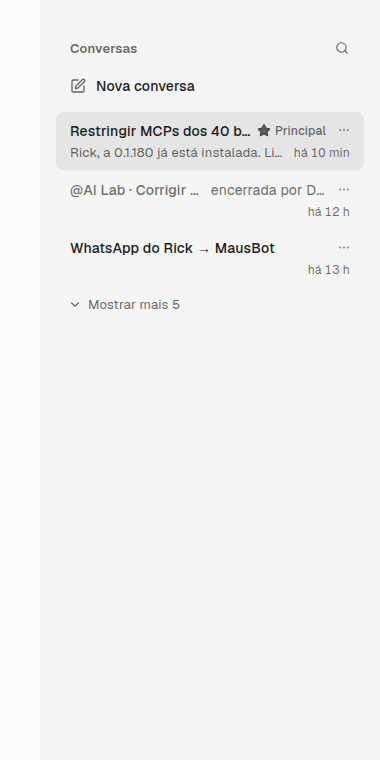 Conversas
Nova conversa
Restringir MCPs dos 40 b... ★ Principal ···
Rick, a 0.1.180 já está instalada. Li... há 10 min
@AI Lab · Corrigir ... encerrada por D... ···
há 12 h
WhatsApp do Rick → MausBot ···
há 13 h
Mostrar mais 5